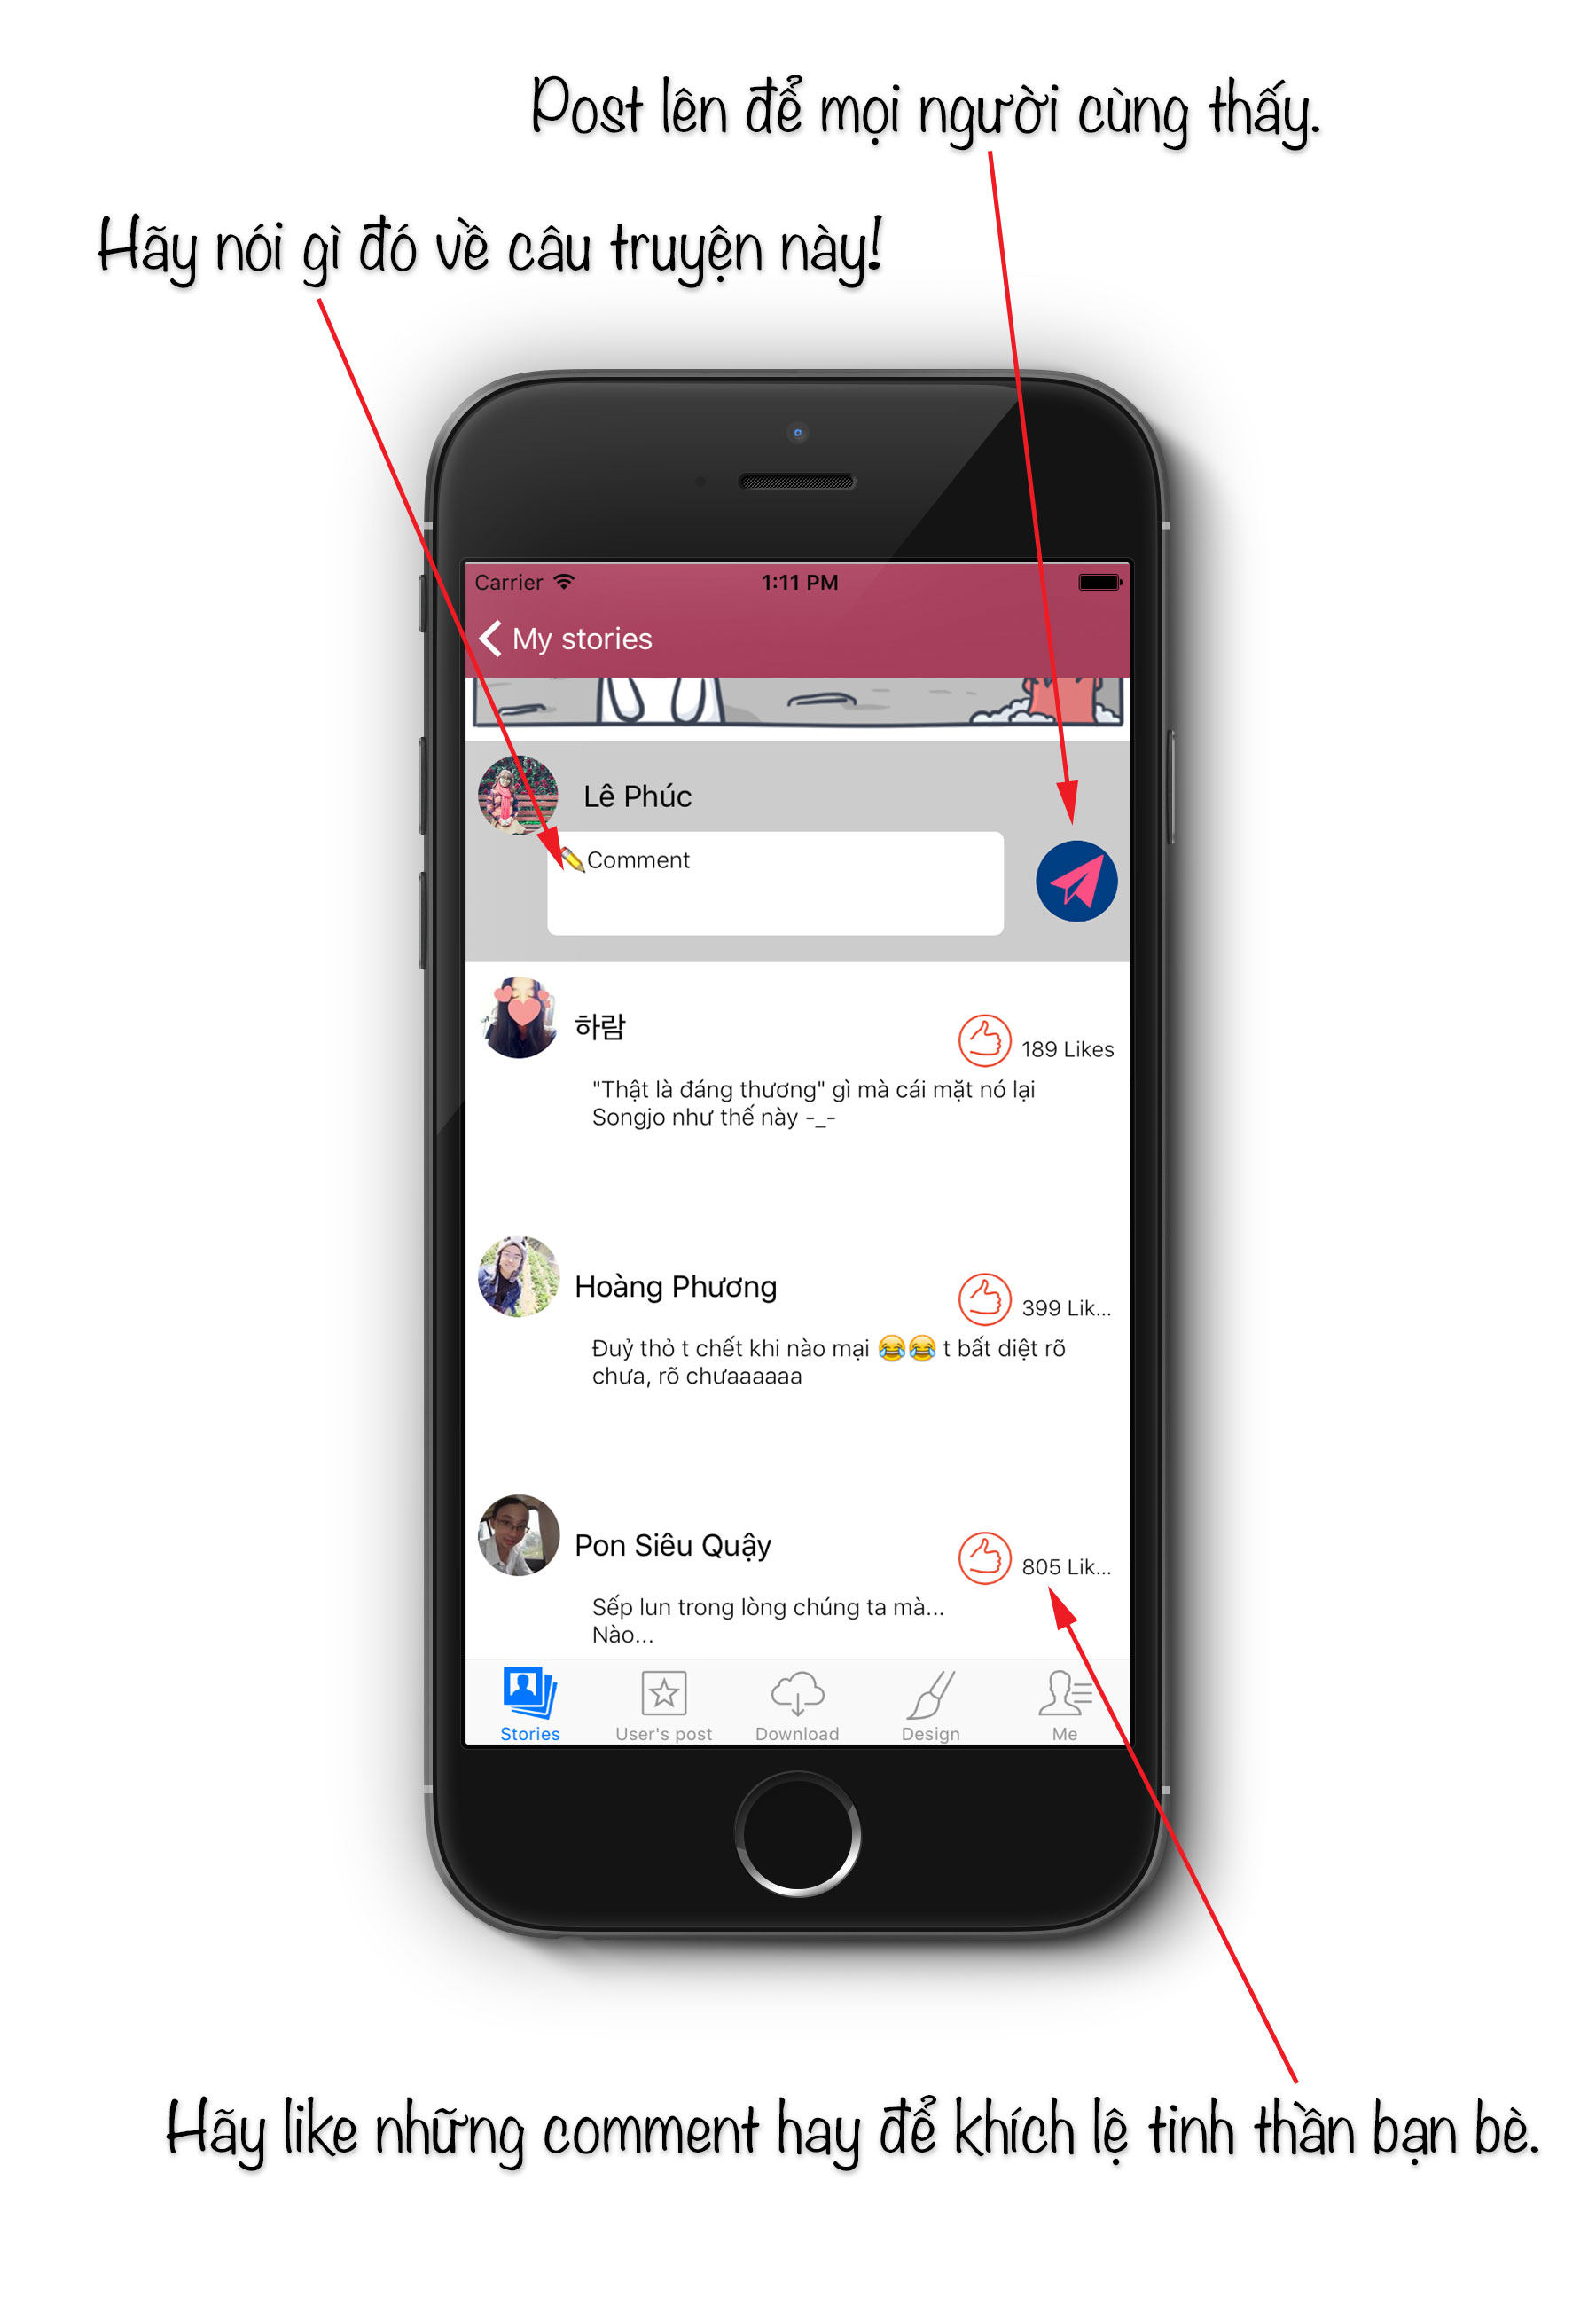 Post lên để mọi người cùng thấy.
Hãy nói gì đó về câu truyện này!
Carrier 1:11 PM
My stories
Lê Phúc
✏️Comment
하람
189 Likes
"Thật là đáng thương" gì mà cái mặt nó lại
Songjo như thế này -_-
Hoàng Phương
399 Lik...
Đuỷ thỏ t chết khi nào mại 😂😂 t bất diệt rõ
chưa, rõ chưaaaaaa
Pon Siêu Quậy
805 Lik...
Sếp lun trong lòng chúng ta mà...
Nào...
Stories User's post Download Design Me
Hãy like những comment hay để khích lệ tinh thần bạn bè.